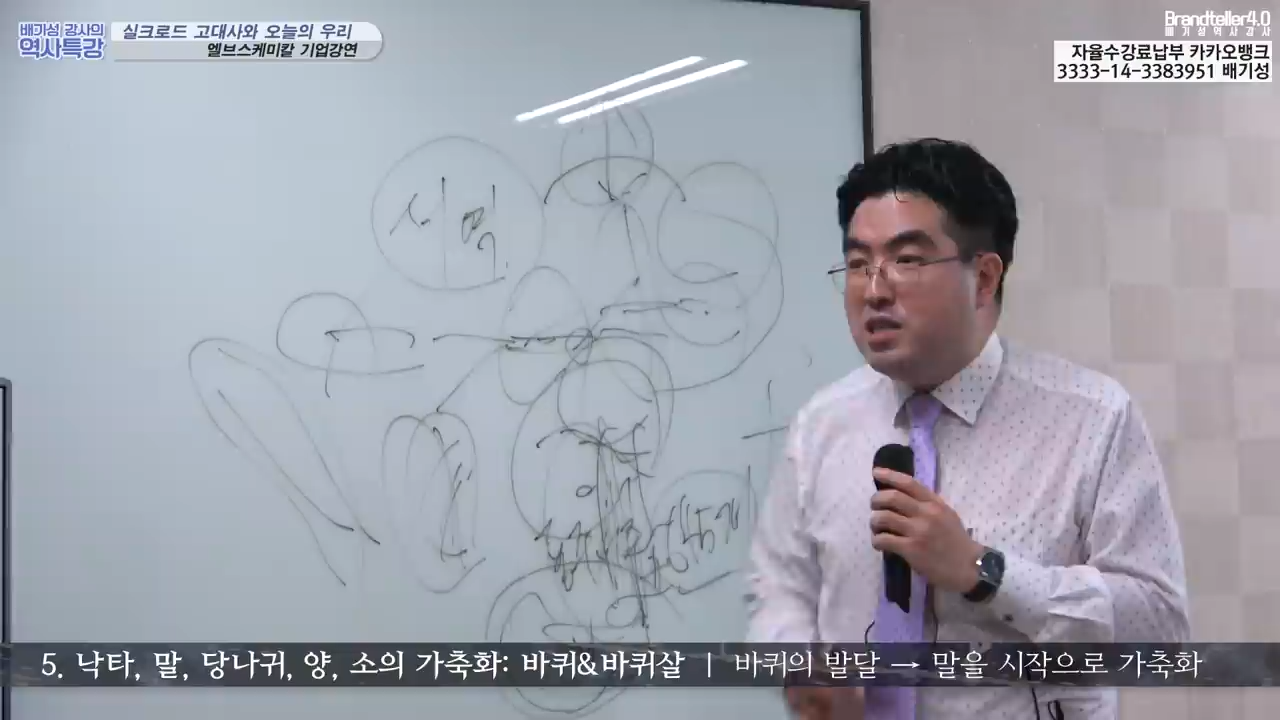 배기성 강사의
역사특강
실크로드 고대사와 오늘의 우리
엘브스케미칼 기업강연
Brandteller4.0
배기성역사강사
자율수강료납부 카카오뱅크
3333-14-3383951 배기성
5. 낙타, 말, 당나귀, 양, 소의 가축화: 바퀴&바퀴살 | 바퀴의 발달 → 말을 시작으로 가축화